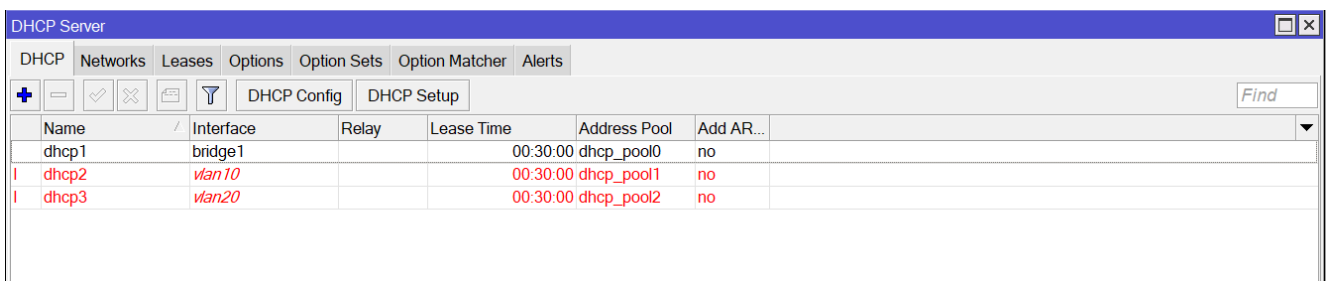 DHCP Server
DHCP Networks Leases Options Option Sets Option Matcher Alerts
DHCP Config DHCP Setup Find
Name Interface Relay Lease Time Address Pool Add AR...
dhcp1 bridge1 00:30:00 dhcp_pool0 no
I dhcp2 vlan10 00:30:00 dhcp_pool1 no
I dhcp3 vlan20 00:30:00 dhcp_pool2 no